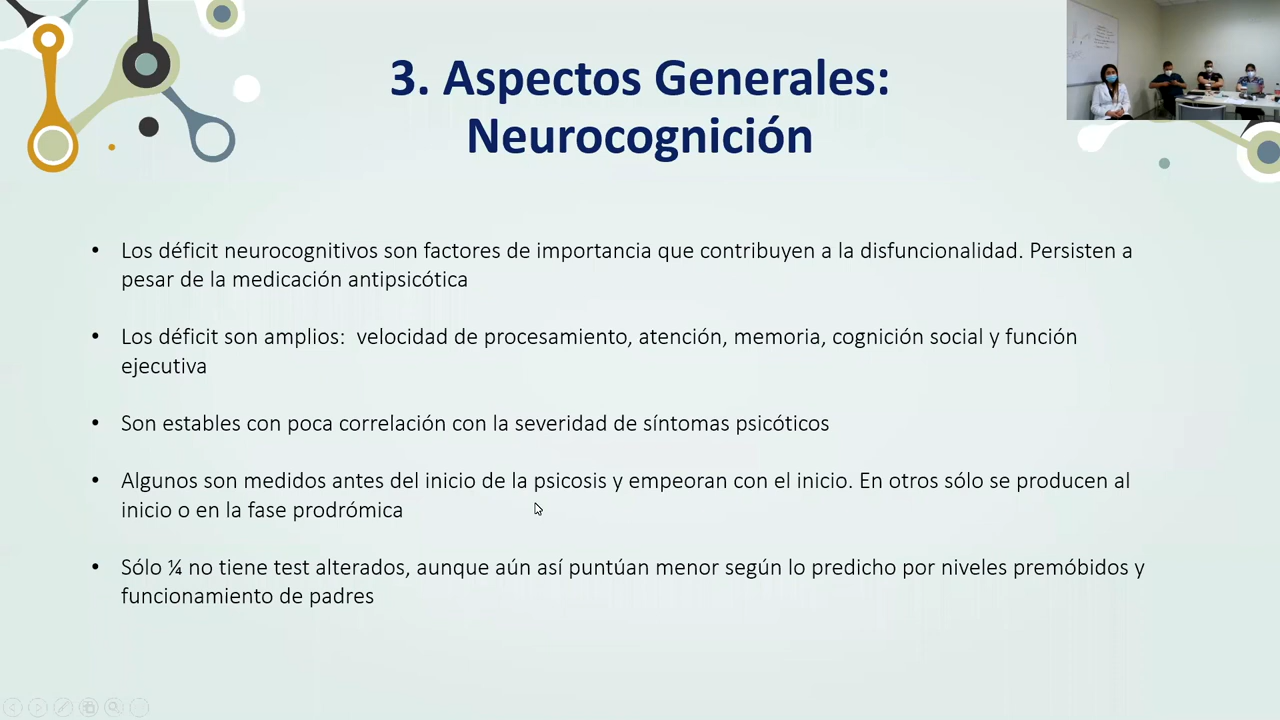 3. Aspectos Generales:
Neurocognición
• Los déficit neurocognitivos son factores de importancia que contribuyen a la disfuncionalidad. Persisten a
pesar de la medicación antipsicótica
• Los déficit son amplios:  velocidad de procesamiento, atención, memoria, cognición social y función
ejecutiva
• Son estables con poca correlación con la severidad de síntomas psicóticos
• Algunos son medidos antes del inicio de la psicosis y empeoran con el inicio. En otros sólo se producen al
inicio o en la fase prodrómica
• Sólo ¼ no tiene test alterados, aunque aún así puntúan menor según lo predicho por niveles premóbidos y
funcionamiento de padres